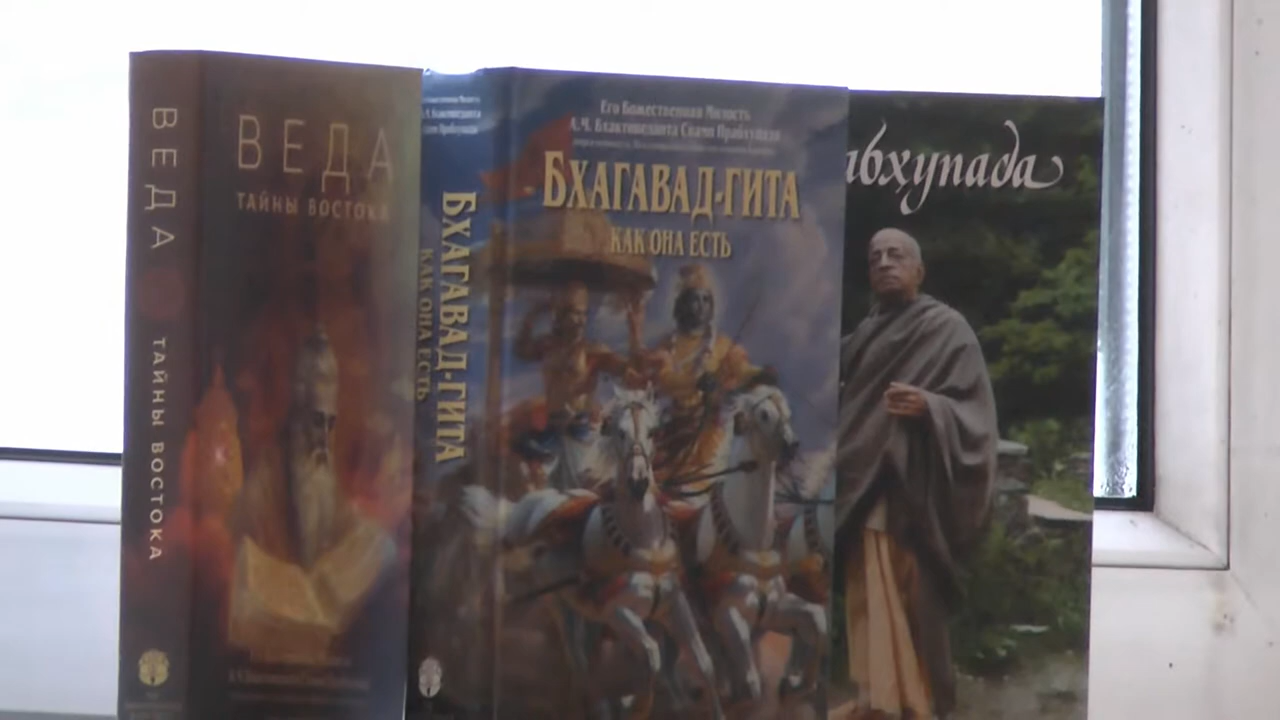 ВЕДА
ТАЙНЫ ВОСТОКА
ВЕДА
ТАЙНЫ ВОСТОКА
БХАГАВАД-ГИТА
КАК ОНА ЕСТЬ
Его Божественная Милость
А.Ч. Бхактиведанта Свами Прабхупада
БХАГАВАД-ГИТА
КАК ОНА ЕСТЬ
абхупада